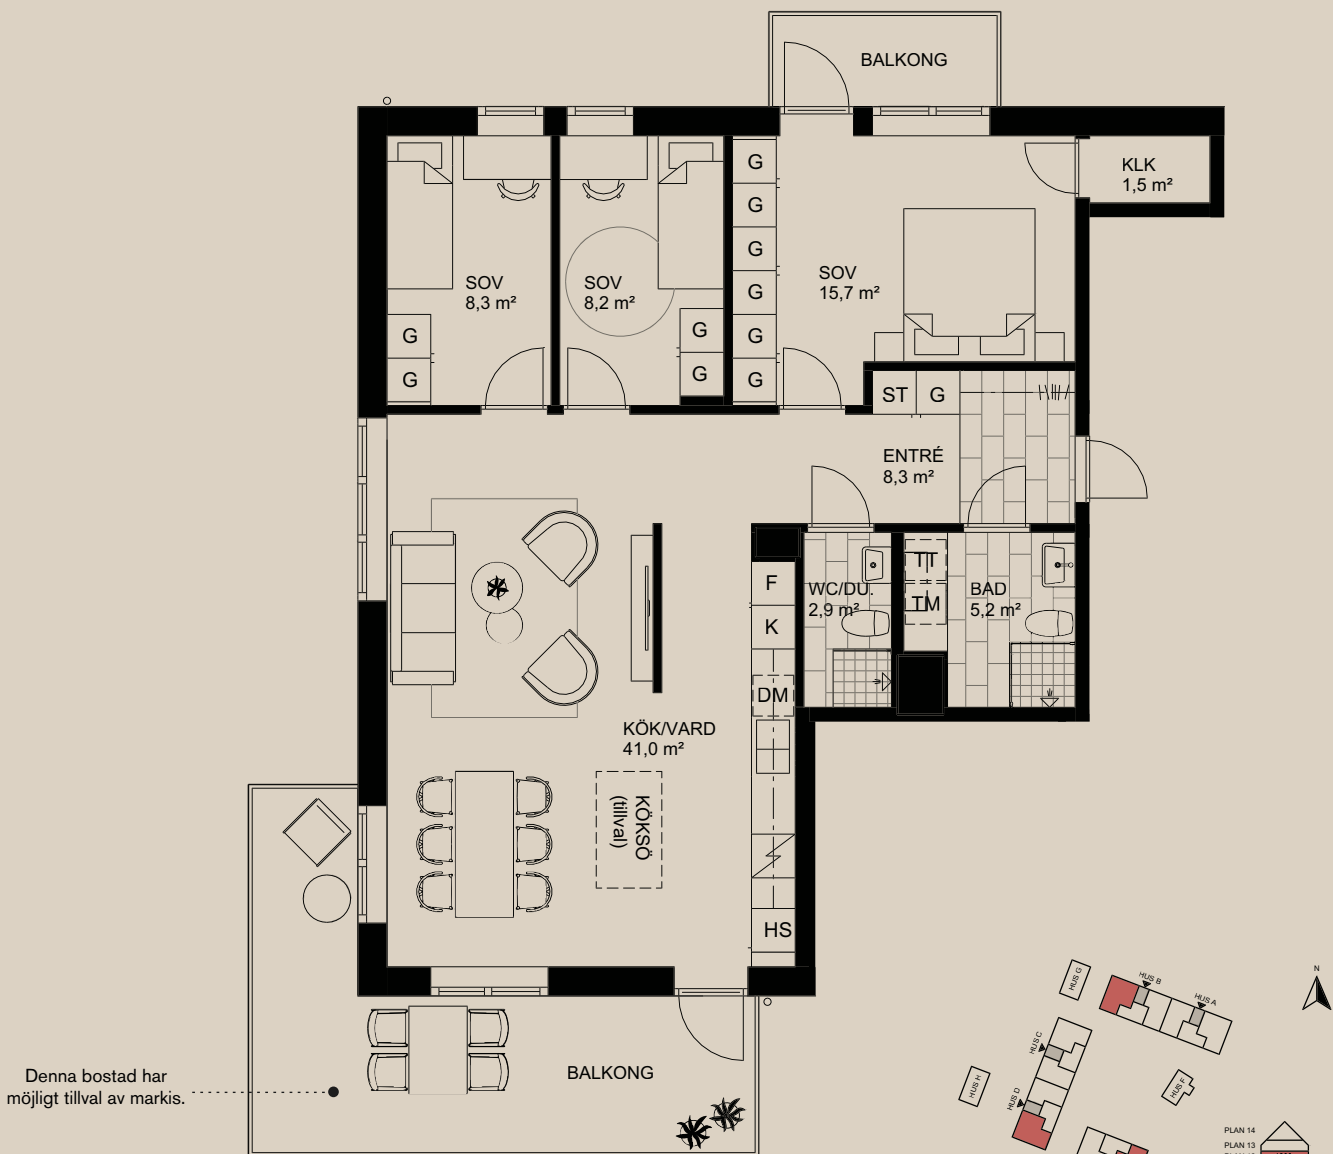 BALKONG
KLK
1,5 m²
G
G
G
G
G
G
SOV
8,3 m²
SOV
8,2 m²
SOV
15,7 m²
G
G
G
G
ST
G
ENTRÉ
8,3 m²
F
K
DM
HS
WC/DU.
2,9 m²
TT
TM
BAD
5,2 m²
KÖK/VARD
41,0 m²
KÖKSÖ
(tillval)
BALKONG
Denna bostad har
möjligt tillval av markis.
N
HUS G
HUS B
HUS A
HUS C
HUS H
HUS D
HUS F
PLAN 14
PLAN 13